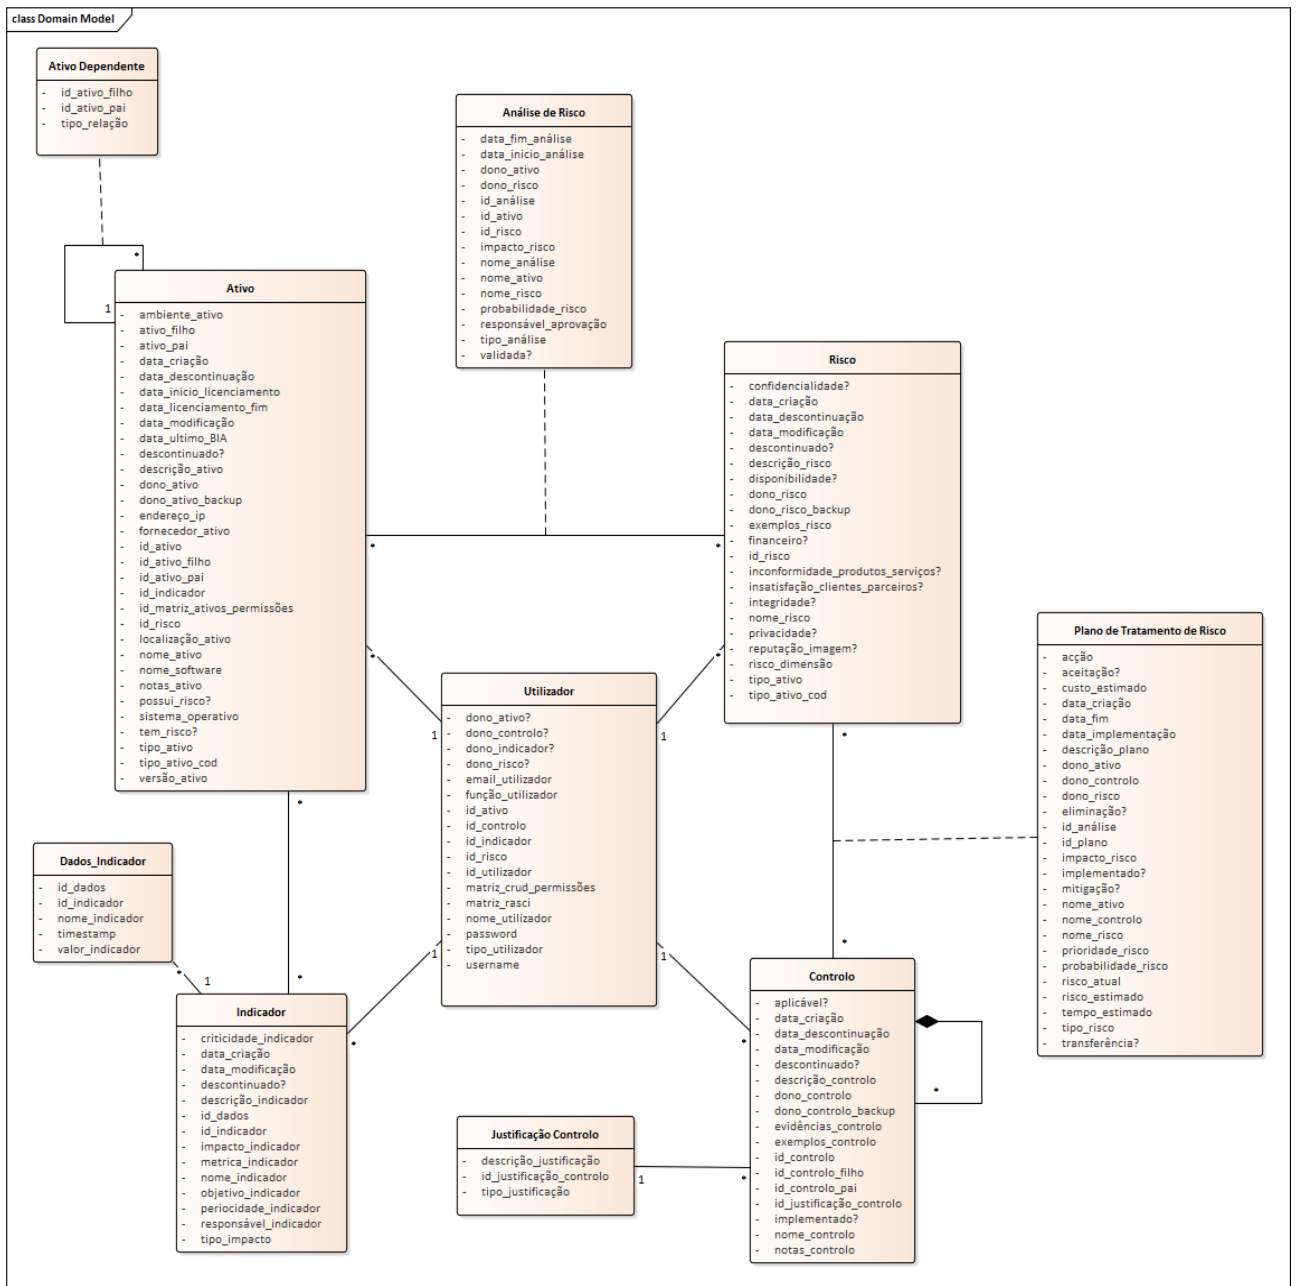 class Domain Model
Ativo Dependente
- id_ativo_filho
- id_ativo_pai
- tipo_relação
Análise de Risco
- data_fim_análise
- data_inicio_análise
- dono_ativo
- dono_risco
- id_análise
- id_ativo
- id_risco
- impacto_risco
- nome_análise
- nome_ativo
- nome_risco
- probabilidade_risco
- responsável_aprovação
- tipo_análise
- validada?
*
1
Ativo
- ambiente_ativo
- ativo_filho
- ativo_pai
- data_criação
- data_descontinuação
- data_inicio_licenciamento
- data_licenciamento_fim
- data_modificação
- data_ultimo_BIA
- descontinuado?
- descrição_ativo
- dono_ativo
- dono_ativo_backup
- endereço_ip
- fornecedor_ativo
- id_ativo
- id_ativo_filho
- id_ativo_pai
- id_indicador
- id_matriz_ativos_permissões
- id_risco
- localização_ativo
- nome_ativo
- nome_software
- notas_ativo
- possui_risco?
- sistema_operativo
- tem_risco?
- tipo_ativo
- tipo_ativo_cod
- versão_ativo
Risco
- confidencialidade?
- data_criação
- data_descontinuação
- data_modificação
- descontinuado?
- descrição_risco
- disponibilidade?
- dono_risco
- dono_risco_backup
- exemplos_risco
- financeiro?
- id_risco
- inconformidade_produtos_serviços?
- insatisfação_clientes_parceiros?
- integridade?
- nome_risco
- privacidade?
- reputação_imagem?
- risco_dimensão
- tipo_ativo
- tipo_ativo_cod
*
*
*
*
1
1
Plano de Tratamento de Risco
- acção
- aceitação?
- custo_estimado
- data_criação
- data_fim
- data_implementação
- descrição_plano
- dono_ativo
- dono_controlo
- dono_risco
- eliminação?
- id_análise
- id_plano
- impacto_risco
- implementado?
- mitigação?
- nome_ativo
- nome_controlo
- nome_risco
- prioridade_risco
- probabilidade_risco
- risco_atual
- risco_estimado
- tempo_estimado
- tipo_risco
- transferência?
Utilizador
- dono_ativo?
- dono_controlo?
- dono_indicador?
- dono_risco?
- email_utilizador
- função_utilizador
- id_ativo
- id_controlo
- id_indicador
- id_risco
- id_utilizador
- matriz_crud_permissões
- matriz_rasci
- nome_utilizador
- password
- tipo_utilizador
- username
*
*
*
*
1
1
Dados_Indicador
- id_dados
- id_indicador
- nome_indicador
- timestamp
- valor_indicador
*
1
Indicador
- criticidade_indicador
- data_criação
- data_modificação
- descontinuado?
- descrição_indicador
- id_dados
- id_indicador
- impacto_indicador
- metrica_indicador
- nome_indicador
- objetivo_indicador
- periocidade_indicador
- responsável_indicador
- tipo_impacto
*
*
Controlo
- aplicável?
- data_criação
- data_descontinuação
- data_modificação
- descontinuado?
- descrição_controlo
- dono_controlo
- dono_controlo_backup
- evidências_controlo
- exemplos_controlo
- id_controlo
- id_controlo_filho
- id_controlo_pai
- id_justificação_controlo
- implementado?
- nome_controlo
- notas_controlo
*
Justificação Controlo
- descrição_justificação
- id_justificação_controlo
- tipo_justificação
1
*